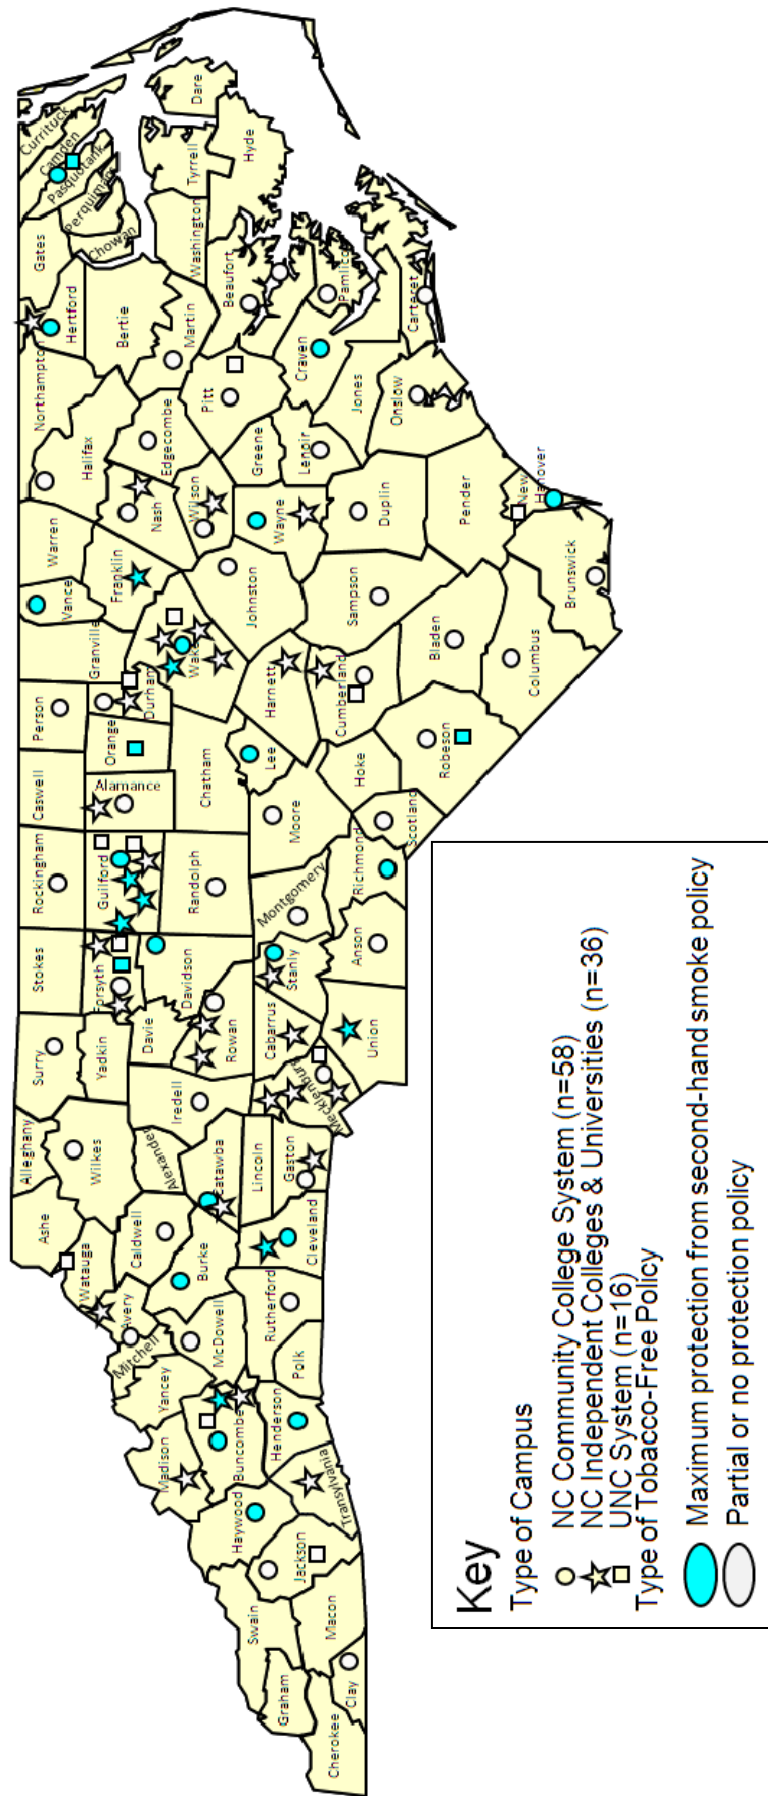 Cherokee
Graham
Clay
Swain
Macon
Jackson
Haywood
Transylvania
Madison
Buncombe
Henderson
Yancey
Mitchell
Avery
McDowell
Polk
Rutherford
Watauga
Ashe
Caldwell
Burke
Cleveland
Alleghany
Wilkes
Alexander
Catawba
Lincoln
Gaston
Surry
Yadkin
Iredell
Mecklenburg
Stokes
Forsyth
Davie
Davidson
Rowan
Cabarrus
Stanly
Union
Rockingham
Guilford
Randolph
Montgomery
Anson
Richmond
Caswell
Alamance
Chatham
Moore
Scotland
Person
Orange
Durham
Lee
Hoke
Robeson
Granville
Wake
Harnett
Cumberland
Bladen
Columbus
Vance
Warren
Franklin
Johnston
Sampson
Brunswick
Halifax
Nash
Wilson
Wayne
Duplin
Pender
New
Hanover
Northampton
Edgecombe
Pitt
Greene
Lenoir
Jones
Onslow
Hertford
Bertie
Martin
Beaufort
Craven
Pamlico
Carteret
Gates
Chowan
Perquimans
Pasquotank
Camden
Currituck
Washington
Tyrrell
Dare
Hyde
Key
Type of Campus
NC Community College System (n=58)
NC Independent Colleges & Universities (n=36)
UNC System (n=16)
Type of Tobacco-Free Policy
Maximum protection from second-hand smoke policy
Partial or no protection policy